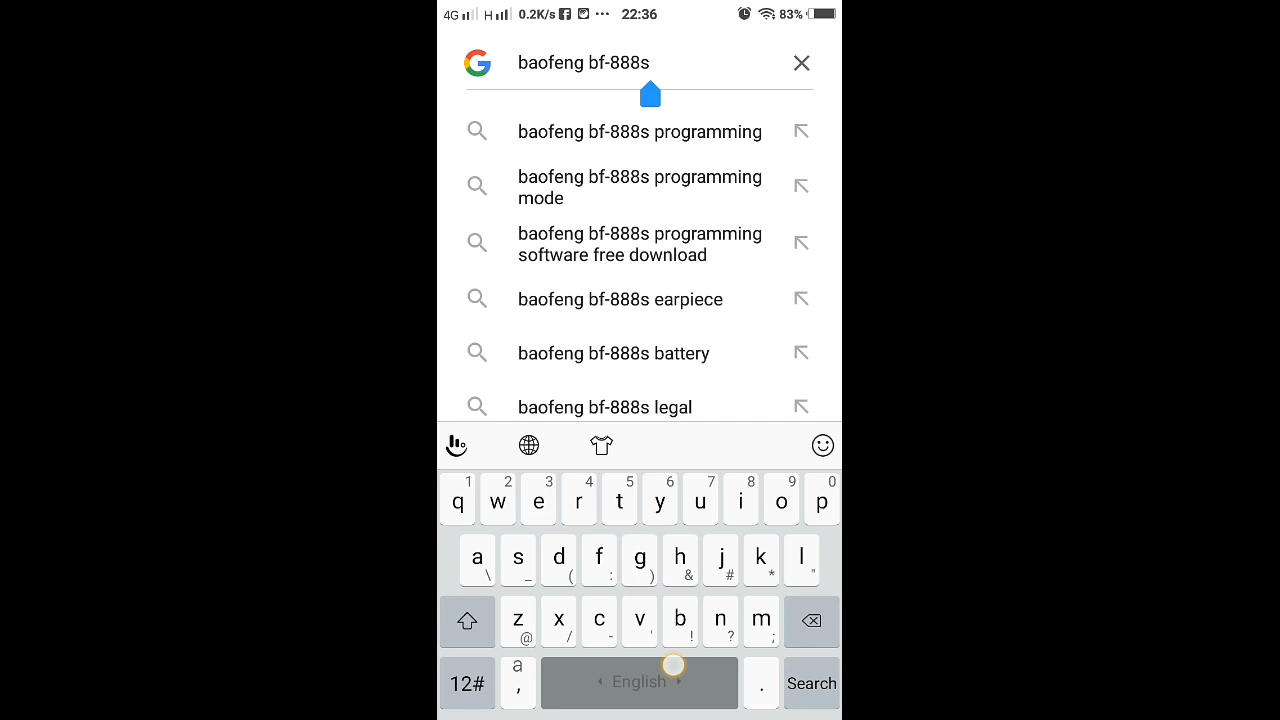 4G H 0.2K/s ... 22:36 83%
baofeng bf-888s
baofeng bf-888s programming
baofeng bf-888s programming
mode
baofeng bf-888s programming
software free download
baofeng bf-888s earpiece
baofeng bf-888s battery
baofeng bf-888s legal
1 2 3 4 5 6 7 8 9 0
q w e r t y u i o p
a s d f g h j k l
\ _ ( : ) & # * "
z x c v b n m
@ / - ' ! ? ;
12# a , English . Search